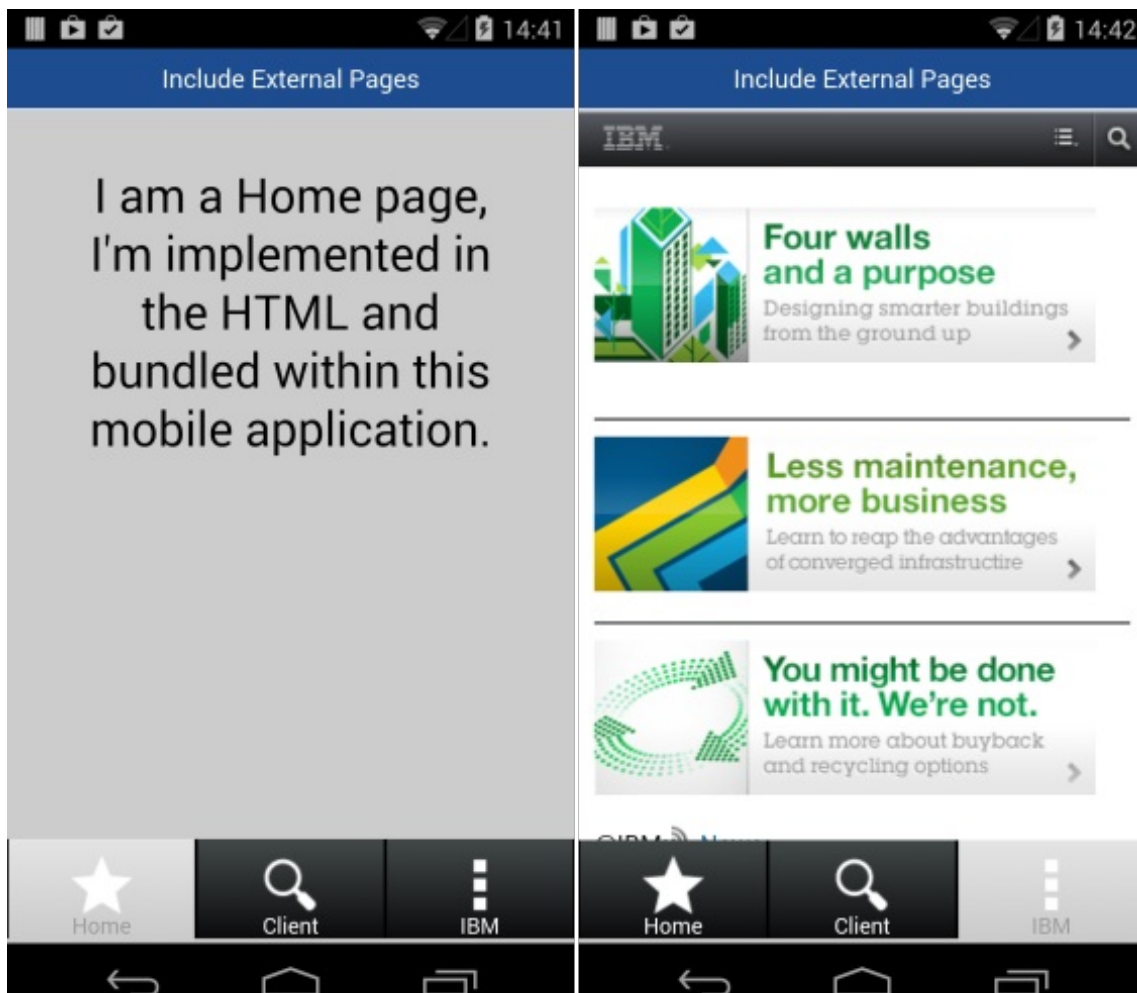 14:41
Include External Pages
I am a Home page,
I'm implemented in
the HTML and
bundled within this
mobile application.
Home
Client
IBM
14:42
Include External Pages
IBM
Four walls
and a purpose
Designing smarter buildings
from the ground up
Less maintenance,
more business
Learn to reap the advantages
of converged infrastructire
You might be done
with it. We're not.
Learn more about buyback
and recycling options
Home
Client
IBM